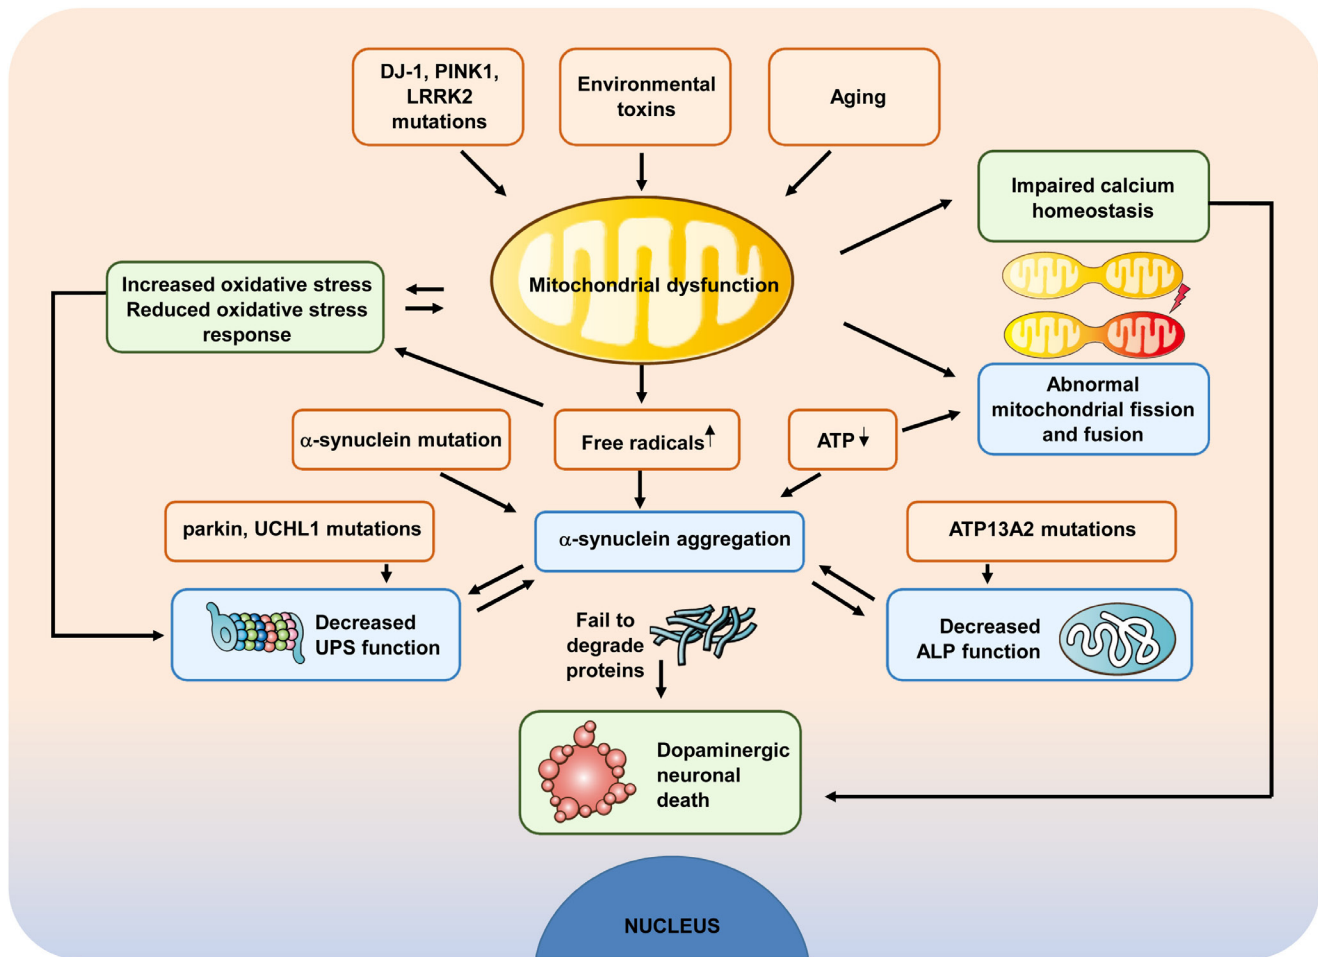 DJ-1, PINK1,
LRRK2
mutations
Environmental
toxins
Aging
Impaired calcium
homeostasis
Mitochondrial dysfunction
Increased oxidative stress
Reduced oxidative stress
response
Abnormal
mitochondrial fission
and fusion
α-synuclein mutation
Free radicals↑
ATP↓
parkin, UCHL1 mutations
α-synuclein aggregation
ATP13A2 mutations
Decreased
UPS function
Fail to
degrade
proteins
Decreased
ALP function
Dopaminergic
neuronal
death
NUCLEUS